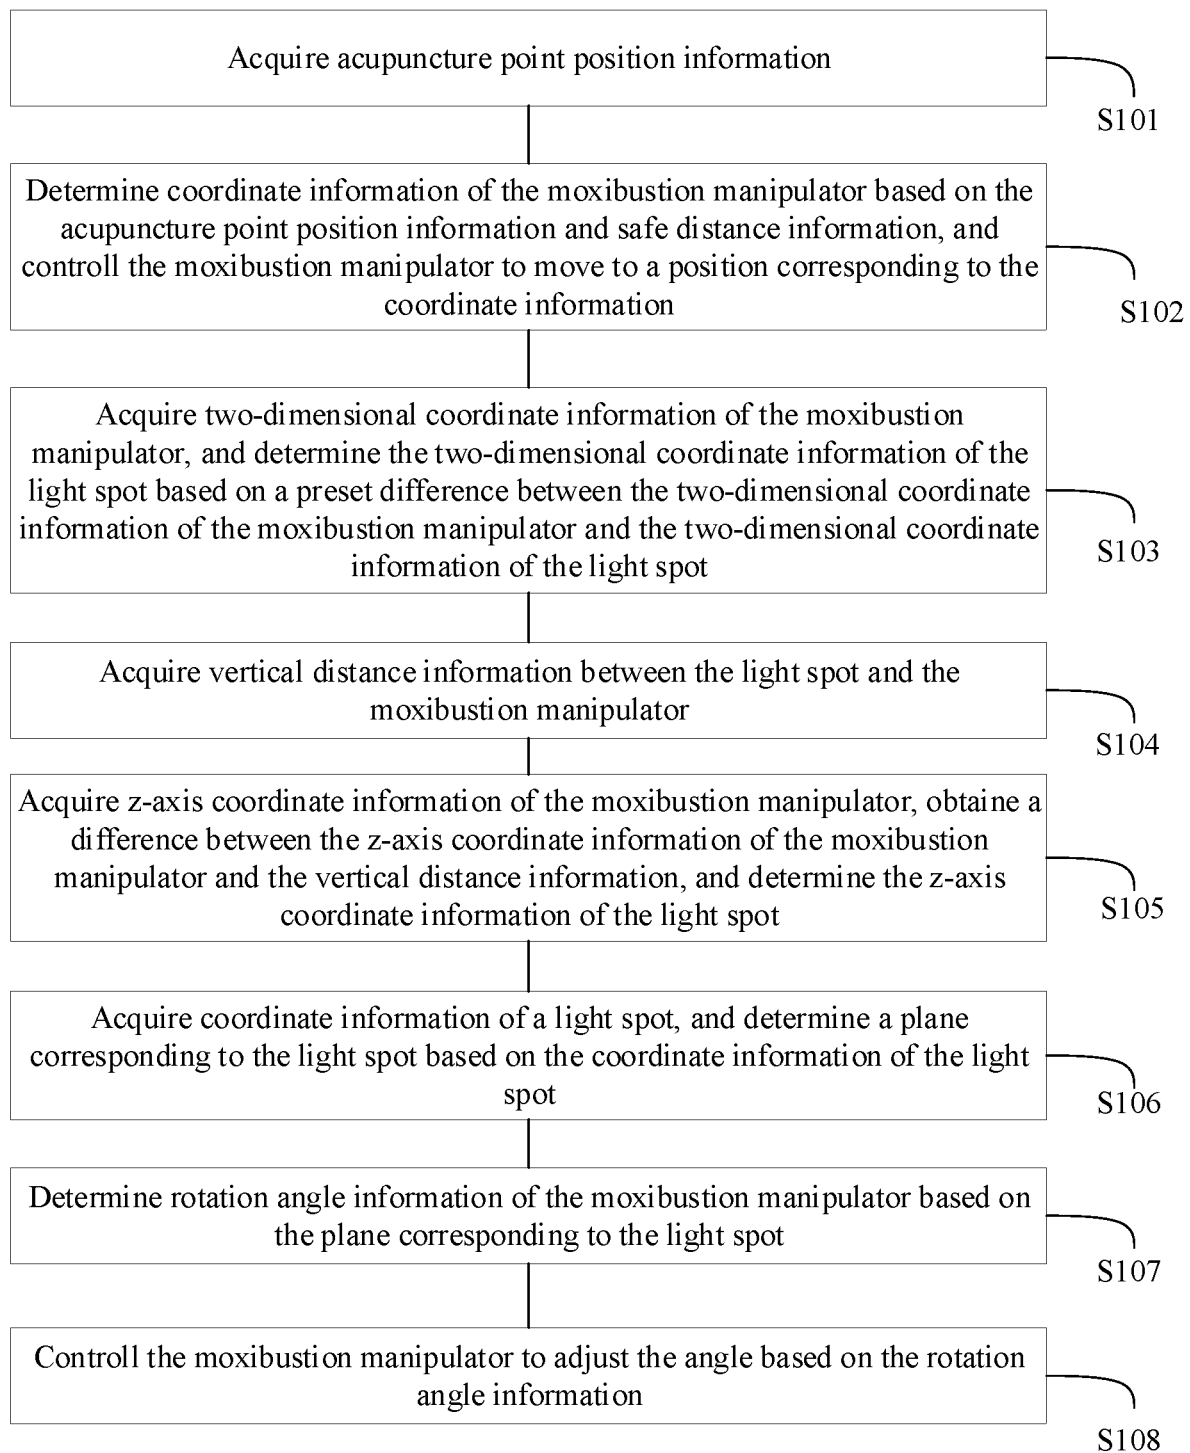 Acquire acupuncture point position information
S101
Determine coordinate information of the moxibustion manipulator based on the
acupuncture point position information and safe distance information, and
controll the moxibustion manipulator to move to a position corresponding to the
coordinate information
S102
Acquire two-dimensional coordinate information of the moxibustion
manipulator, and determine the two-dimensional coordinate information of the
light spot based on a preset difference between the two-dimensional coordinate
information of the moxibustion manipulator and the two-dimensional coordinate
information of the light spot
S103
Acquire vertical distance information between the light spot and the
moxibustion manipulator
S104
Acquire z-axis coordinate information of the moxibustion manipulator, obtaine a
difference between the z-axis coordinate information of the moxibustion
manipulator and the vertical distance information, and determine the z-axis
coordinate information of the light spot
S105
Acquire coordinate information of a light spot, and determine a plane
corresponding to the light spot based on the coordinate information of the light
spot
S106
Determine rotation angle information of the moxibustion manipulator based on
the plane corresponding to the light spot
S107
Controll the moxibustion manipulator to adjust the angle based on the rotation
angle information
S108